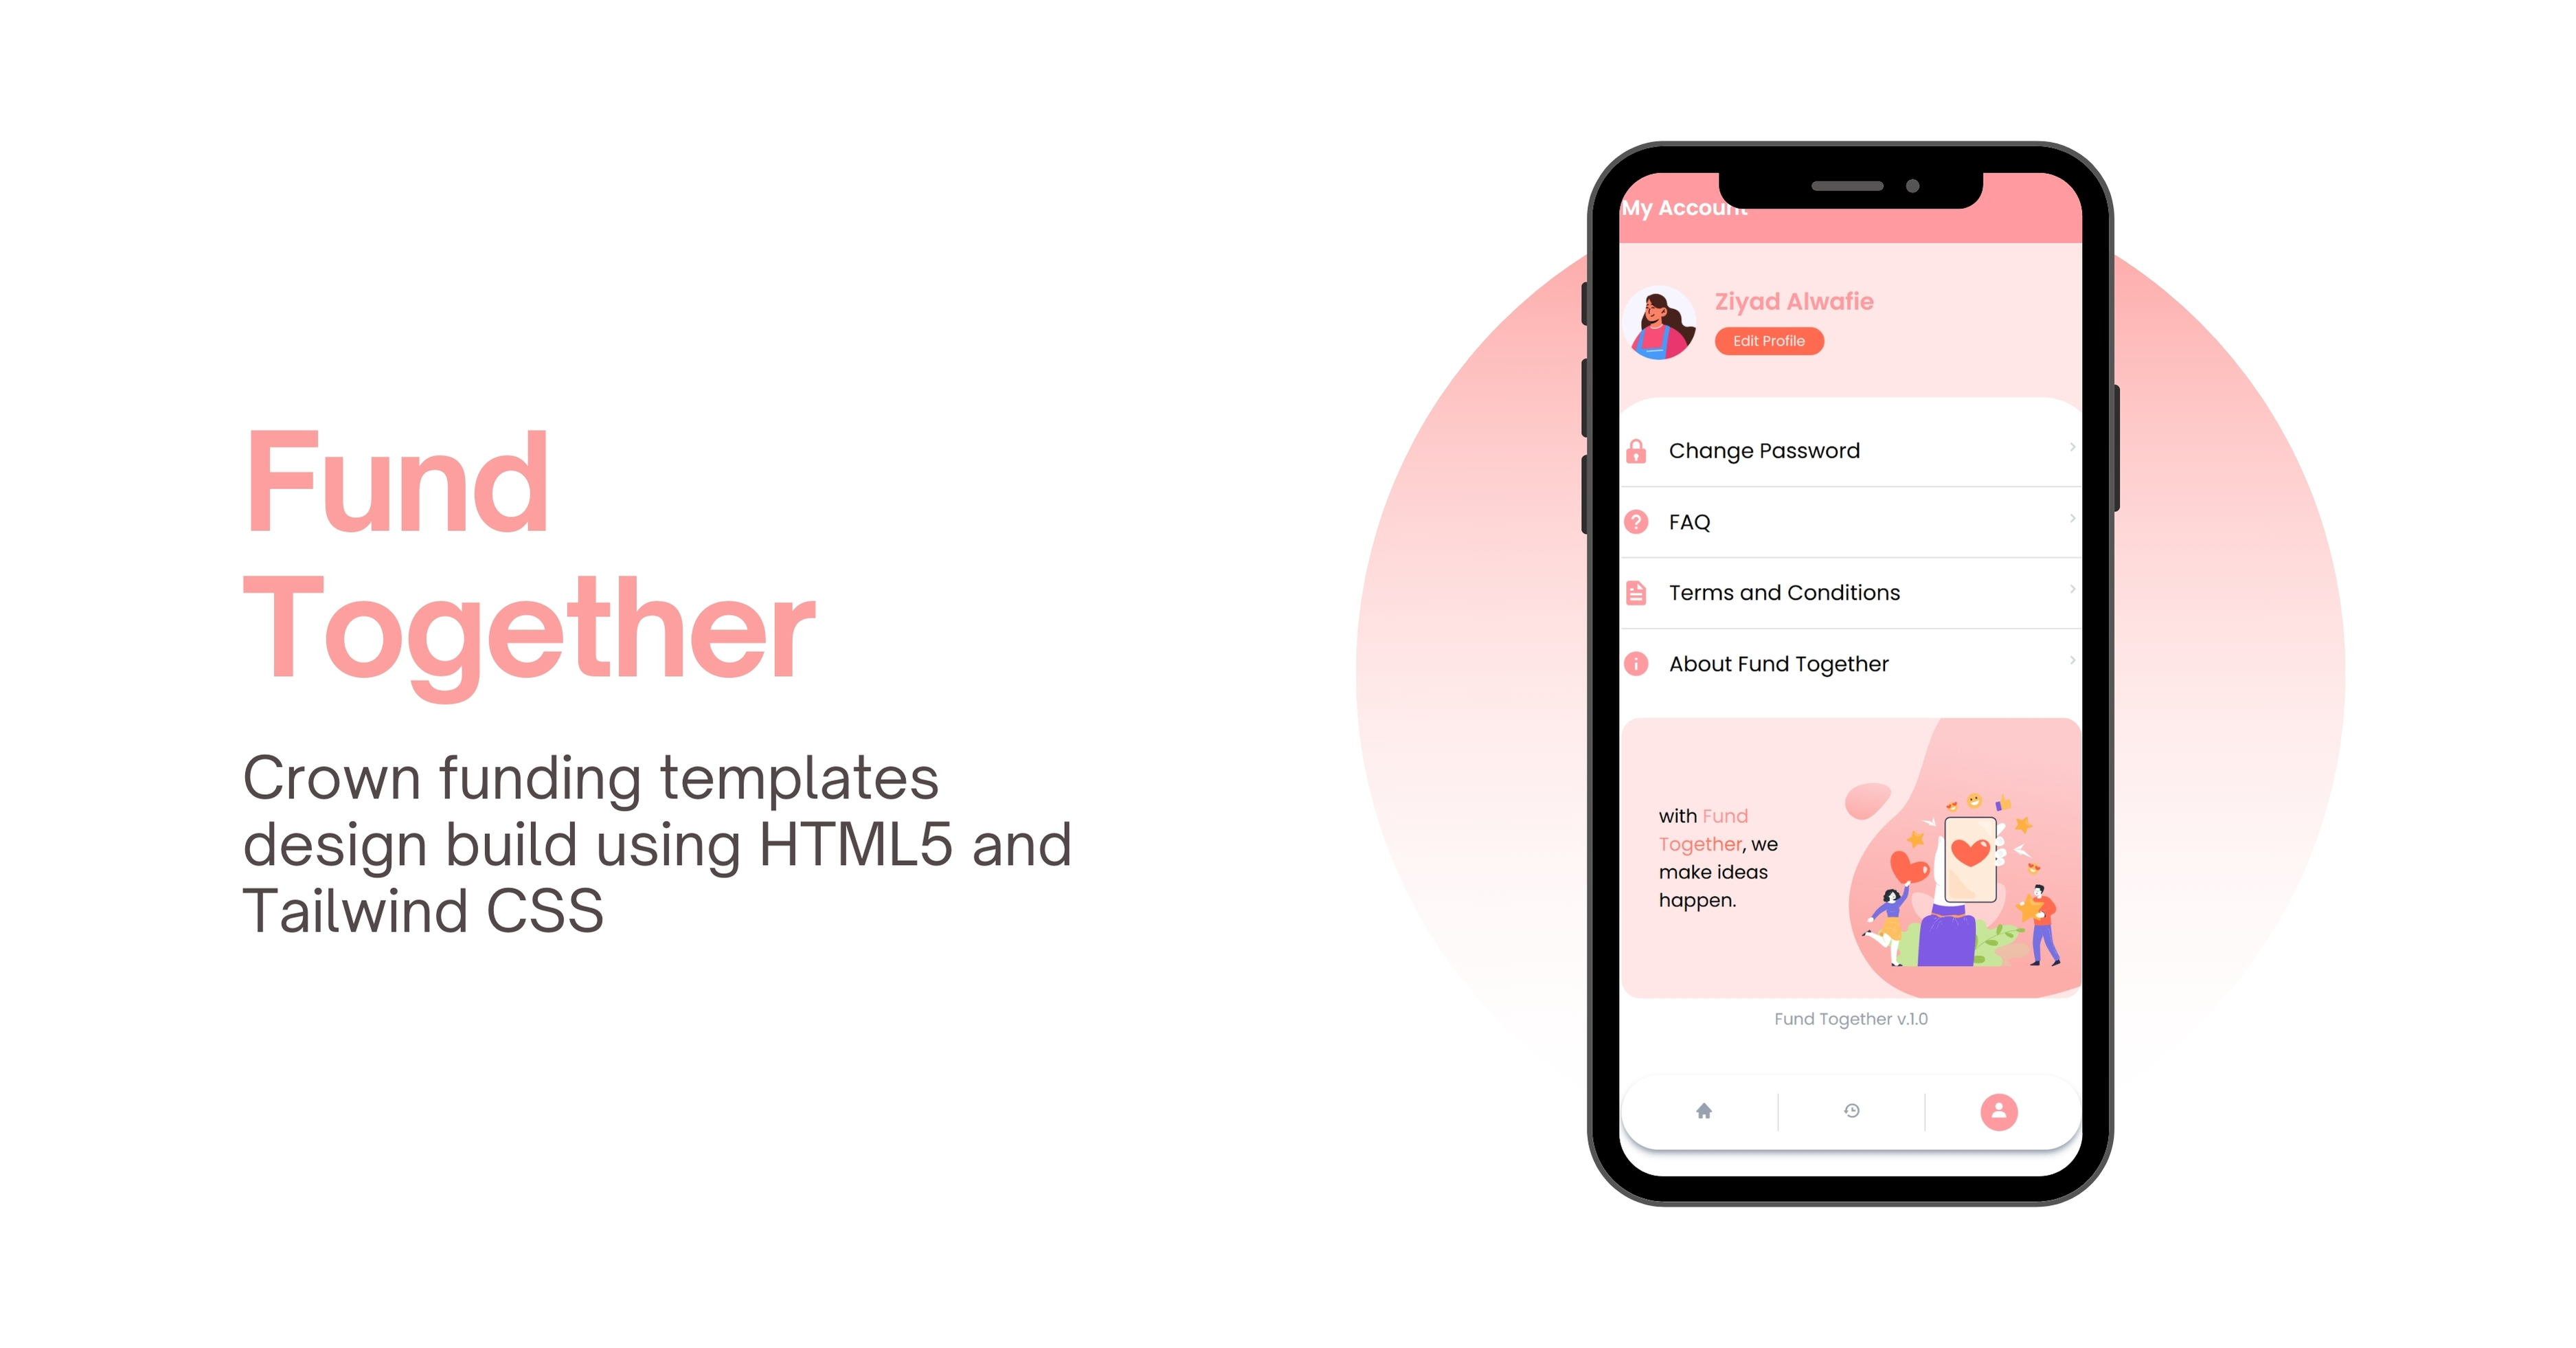 Fund
Together
Crown funding templates
design build using HTML5 and
Tailwind CSS
My Account
Ziyad Alwafie
Edit Profile
Change Password
FAQ
Terms and Conditions
About Fund Together
with Fund
Together, we
make ideas
happen.
Fund Together v.1.0